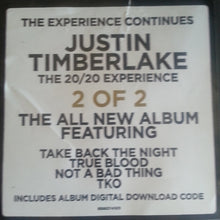 THE EXPERIENCE CONTINUES
JUSTIN
TIMBERLAKE
THE 20/20 EXPERIENCE
2 OF 2
THE ALL NEW ALBUM
FEATURING
TAKE BACK THE NIGHT
TRUE BLOOD
NOT A BAD THING
TKO
INCLUDES ALBUM DIGITAL DOWNLOAD CODE